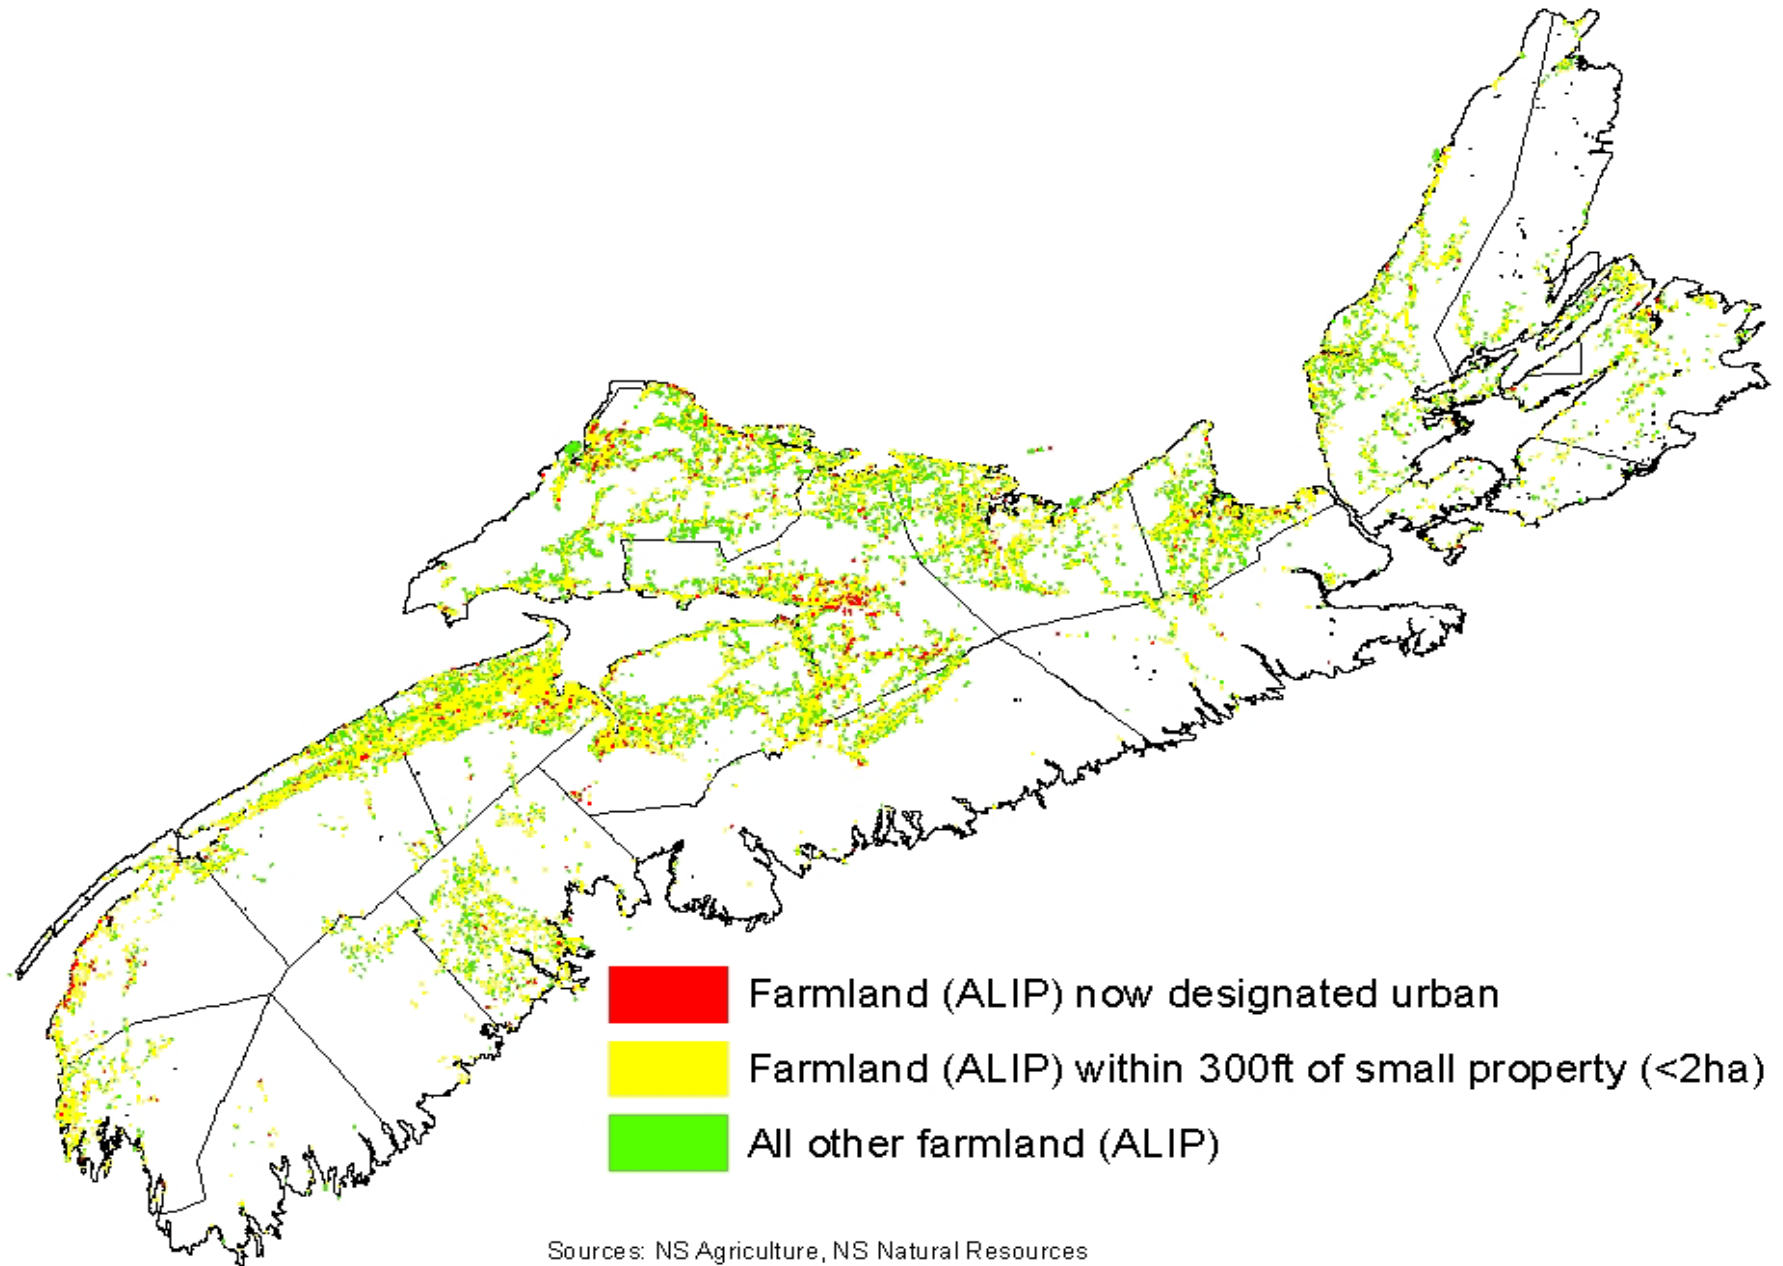 Farmland (ALIP) now designated urban
Farmland (ALIP) within 300ft of small property (<2ha)
All other farmland (ALIP)
Sources: NS Agriculture, NS Natural Resources